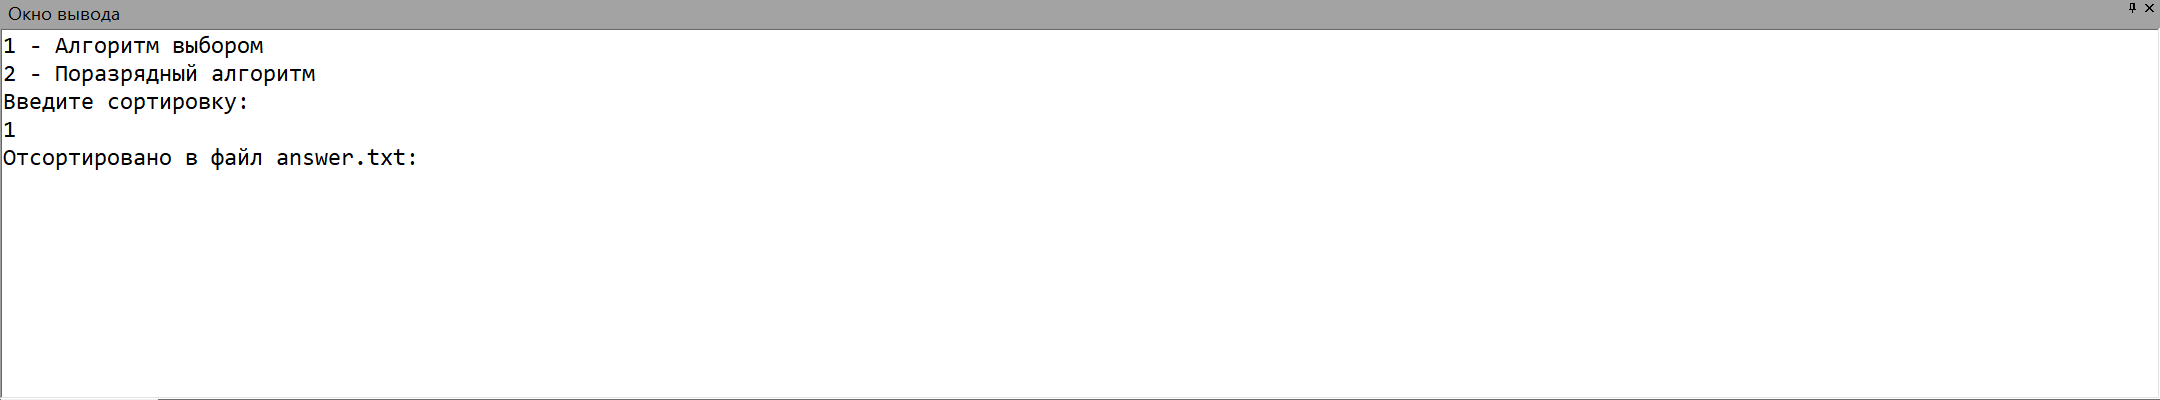 Окно вывода
1 - Алгоритм выбором
2 - Поразрядный алгоритм
Введите сортировку:
1
Отсортировано в файл answer.txt: